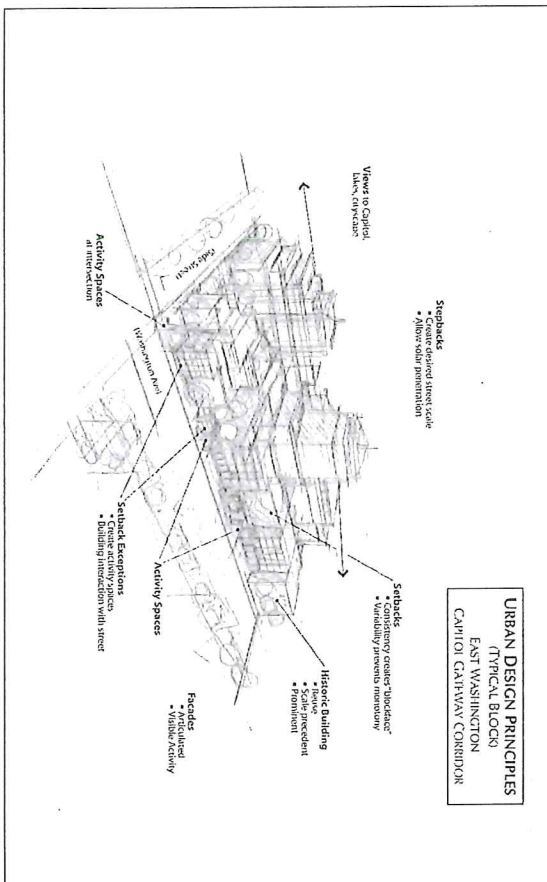 URBAN DESIGN PRINCIPLES
(TYPICAL BLOCK)
EAST WASHINGTON
CAPITOL GATEWAY CORRIDOR
Stepbacks
• Create desired street scale
• Allow solar penetration
Views to Capitol,
lakes, cityscape
Setbacks
• Consistency creates "blockface"
• Variability prevents monotony
Historic Building
• Reuse
• Scale precedent
• Prominent
(Side Street)
(Washington Ave)
Activity Spaces
at intersection
Activity Spaces
Setback Exceptions
• Create activity spaces
• Building interaction with street
Facades
• Articulated
• Visible Activity